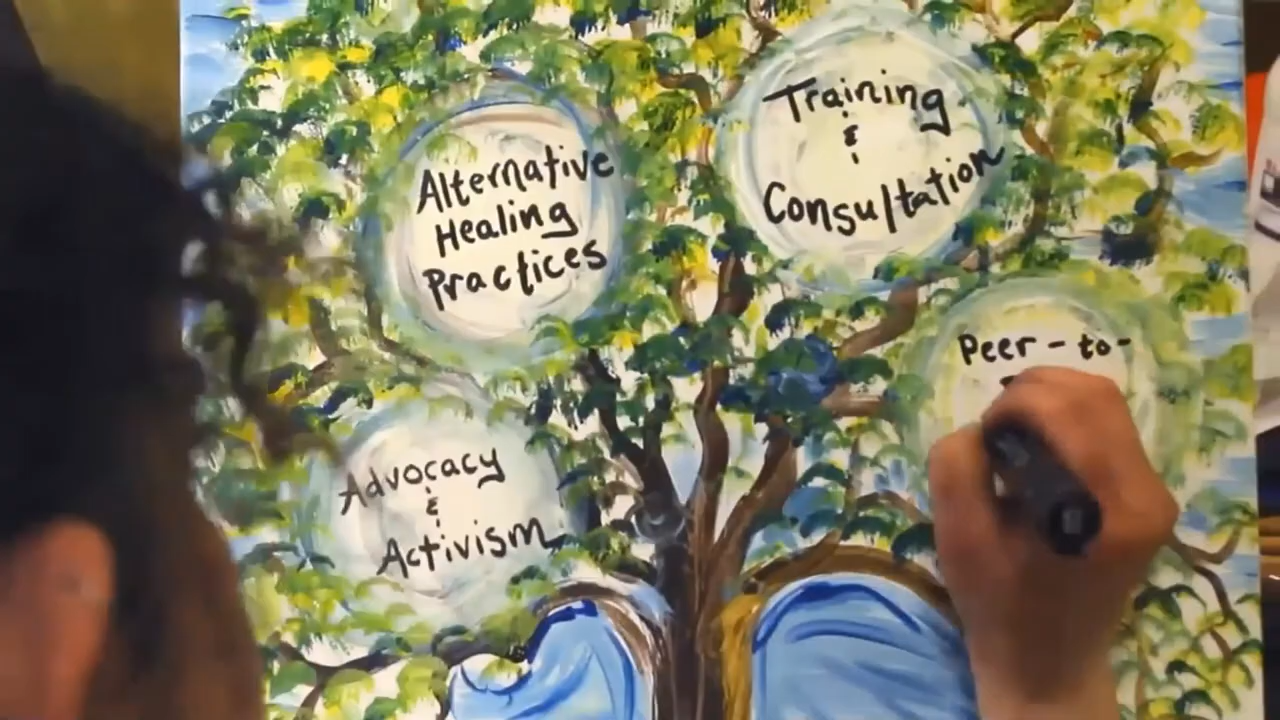 Alternative
Healing
Practices
Training
&
Consultation
Peer-to-
Advocacy
&
Activism